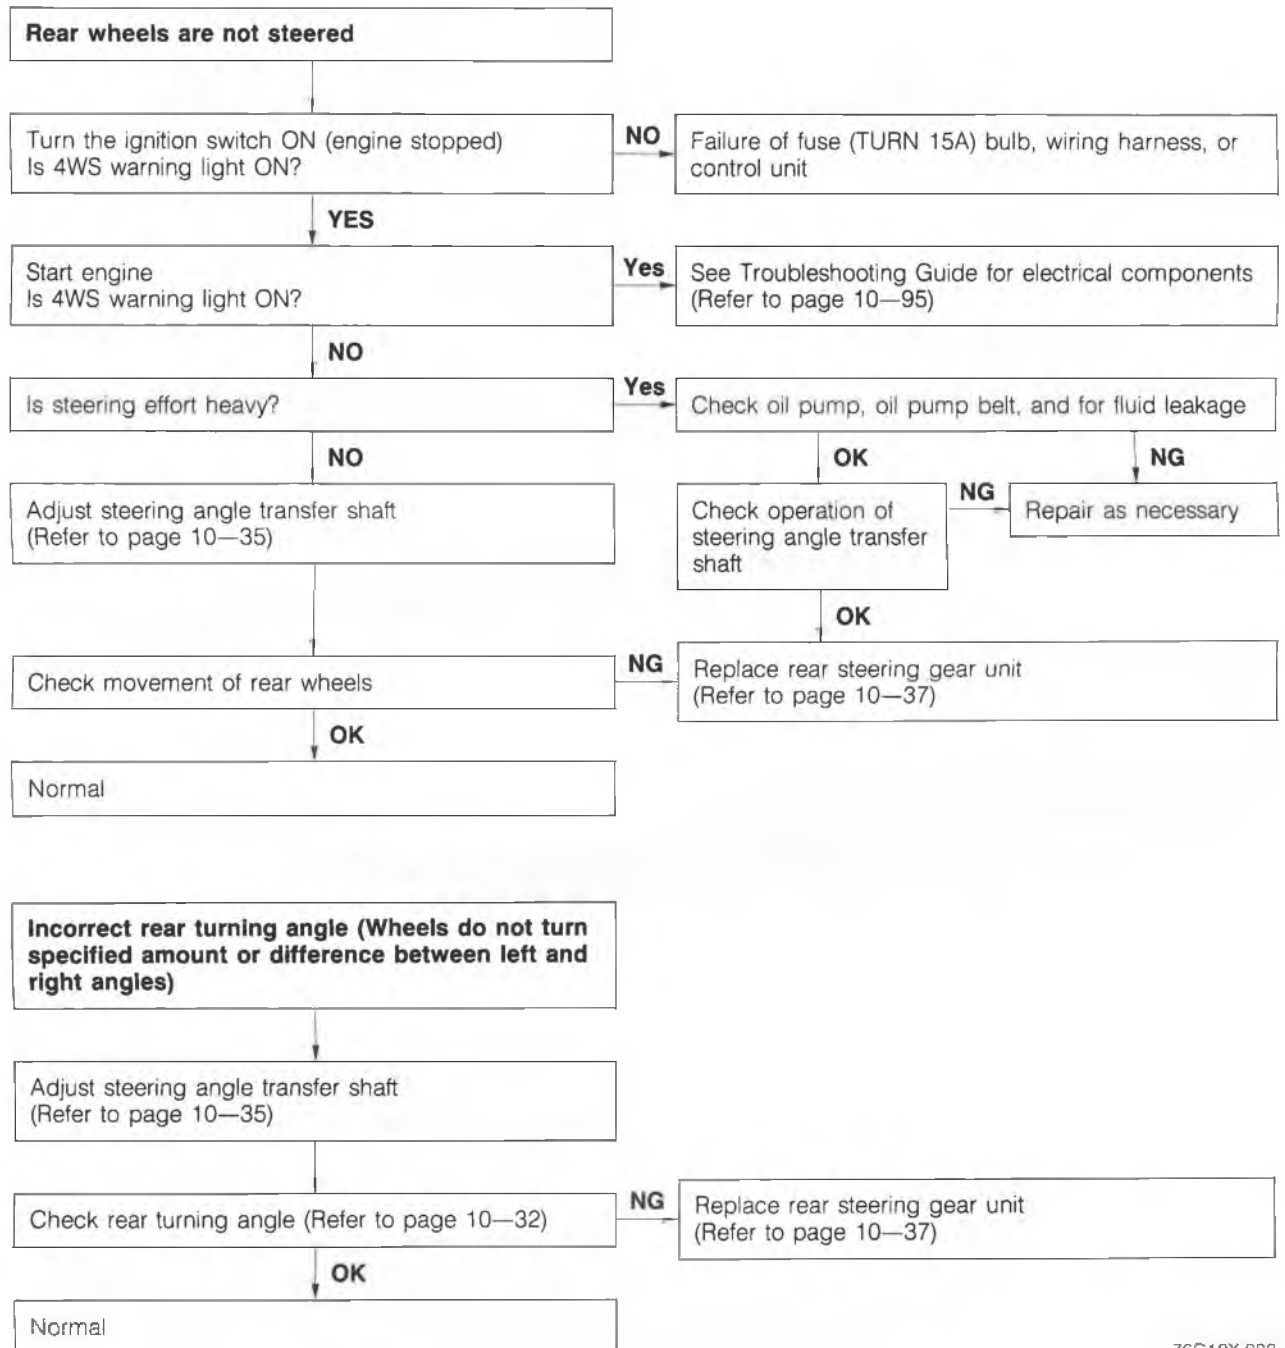 Rear wheels are not steered
Turn the ignition switch ON (engine stopped)
Is 4WS warning light ON?
NO
Failure of fuse (TURN 15A) bulb, wiring harness, or
control unit
YES
Start engine
Is 4WS warning light ON?
Yes
See Troubleshooting Guide for electrical components
(Refer to page 10—95)
NO
Is steering effort heavy?
Yes
Check oil pump, oil pump belt, and for fluid leakage
NO
OK
NG
Adjust steering angle transfer shaft
(Refer to page 10—35)
Check operation of
steering angle transfer
shaft
NG
Repair as necessary
OK
Check movement of rear wheels
NG
Replace rear steering gear unit
(Refer to page 10—37)
OK
Normal
Incorrect rear turning angle (Wheels do not turn
specified amount or difference between left and
right angles)
Adjust steering angle transfer shaft
(Refer to page 10—35)
Check rear turning angle (Refer to page 10—32)
NG
Replace rear steering gear unit
(Refer to page 10—37)
OK
Normal